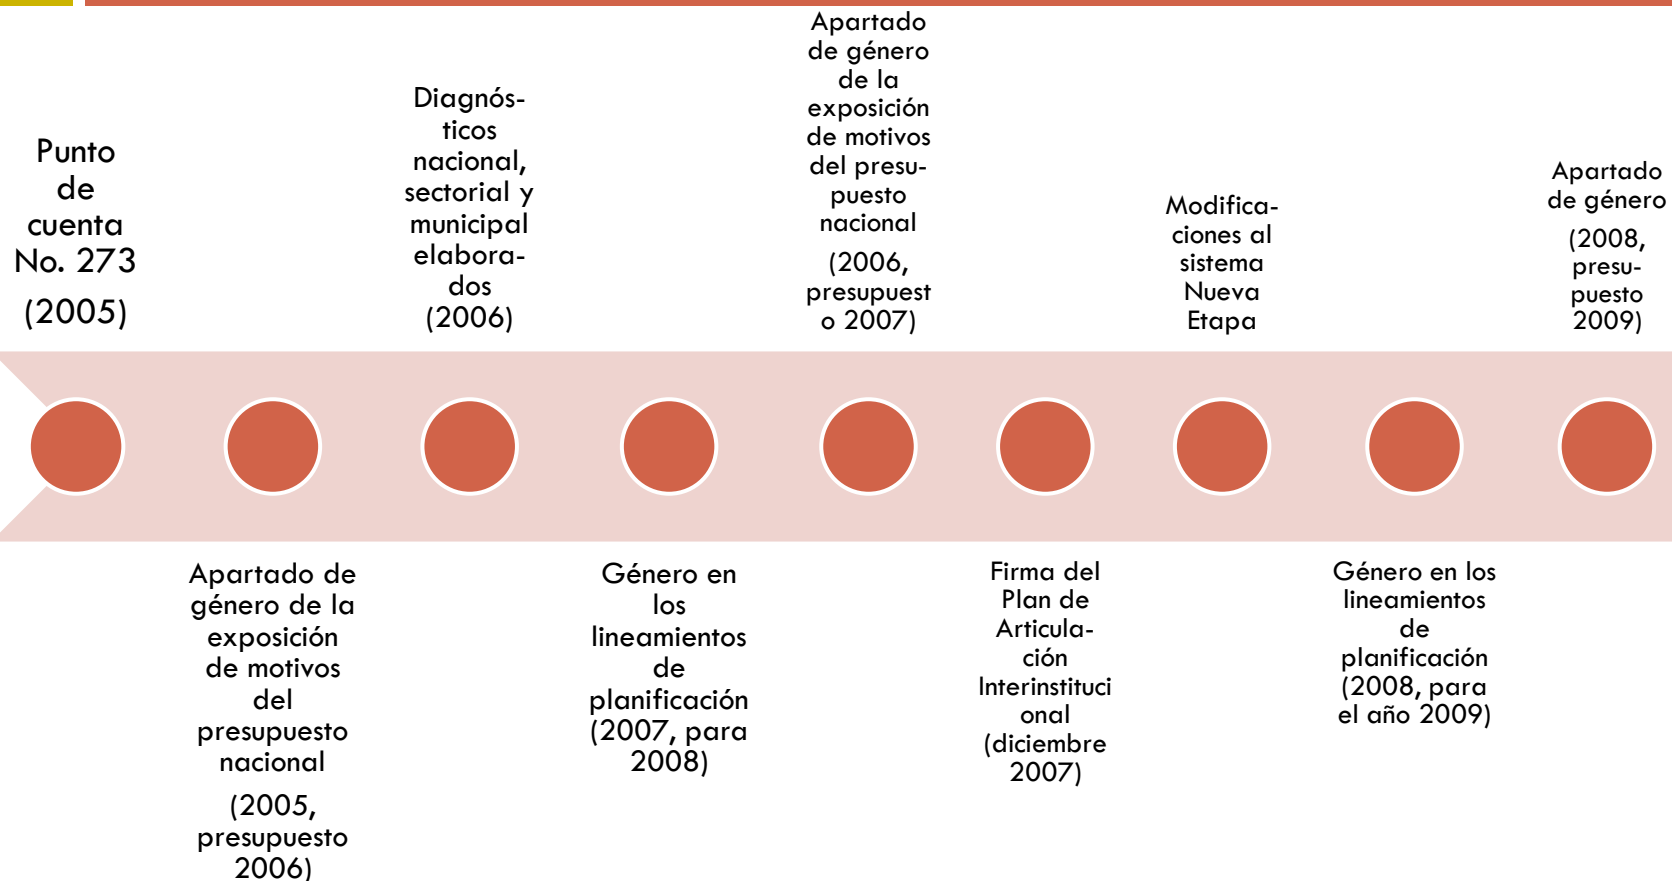 Punto
de
cuenta
No. 273
(2005)
Apartado de
género de la
exposición
de motivos
del
presupuesto
nacional
(2005,
presupuesto
2006)
Diagnós-
ticos
nacional,
sectorial y
municipal
elabora-
dos
(2006)
Género en
los
lineamientos
de
planificación
(2007, para
2008)
Apartado
de género
de la
exposición
de motivos
del presu-
puesto
nacional
(2006,
presupuest
o 2007)
Firma del
Plan de
Articula-
ción
Interinstituci
onal
(diciembre
2007)
Modifica-
ciones al
sistema
Nueva
Etapa
Género en los
lineamientos
de
planificación
(2008, para
el año 2009)
Apartado
de género
(2008,
presu-
puesto
2009)